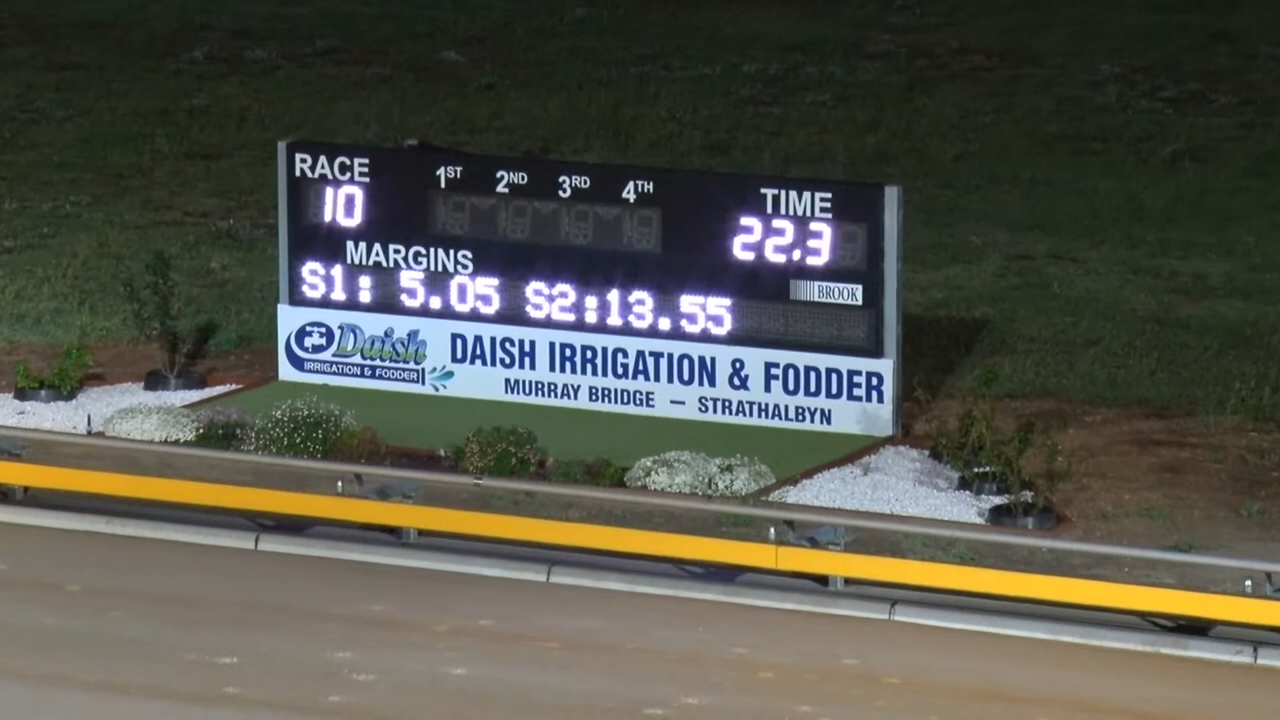 RACE 1ST 2ND 3RD 4TH TIME
10 22.3
MARGINS
S1: 5.05 S2:13.55
BROOK
Daish
IRRIGATION & FODDER
DAISH IRRIGATION & FODDER
MURRAY BRIDGE — STRATHALBYN